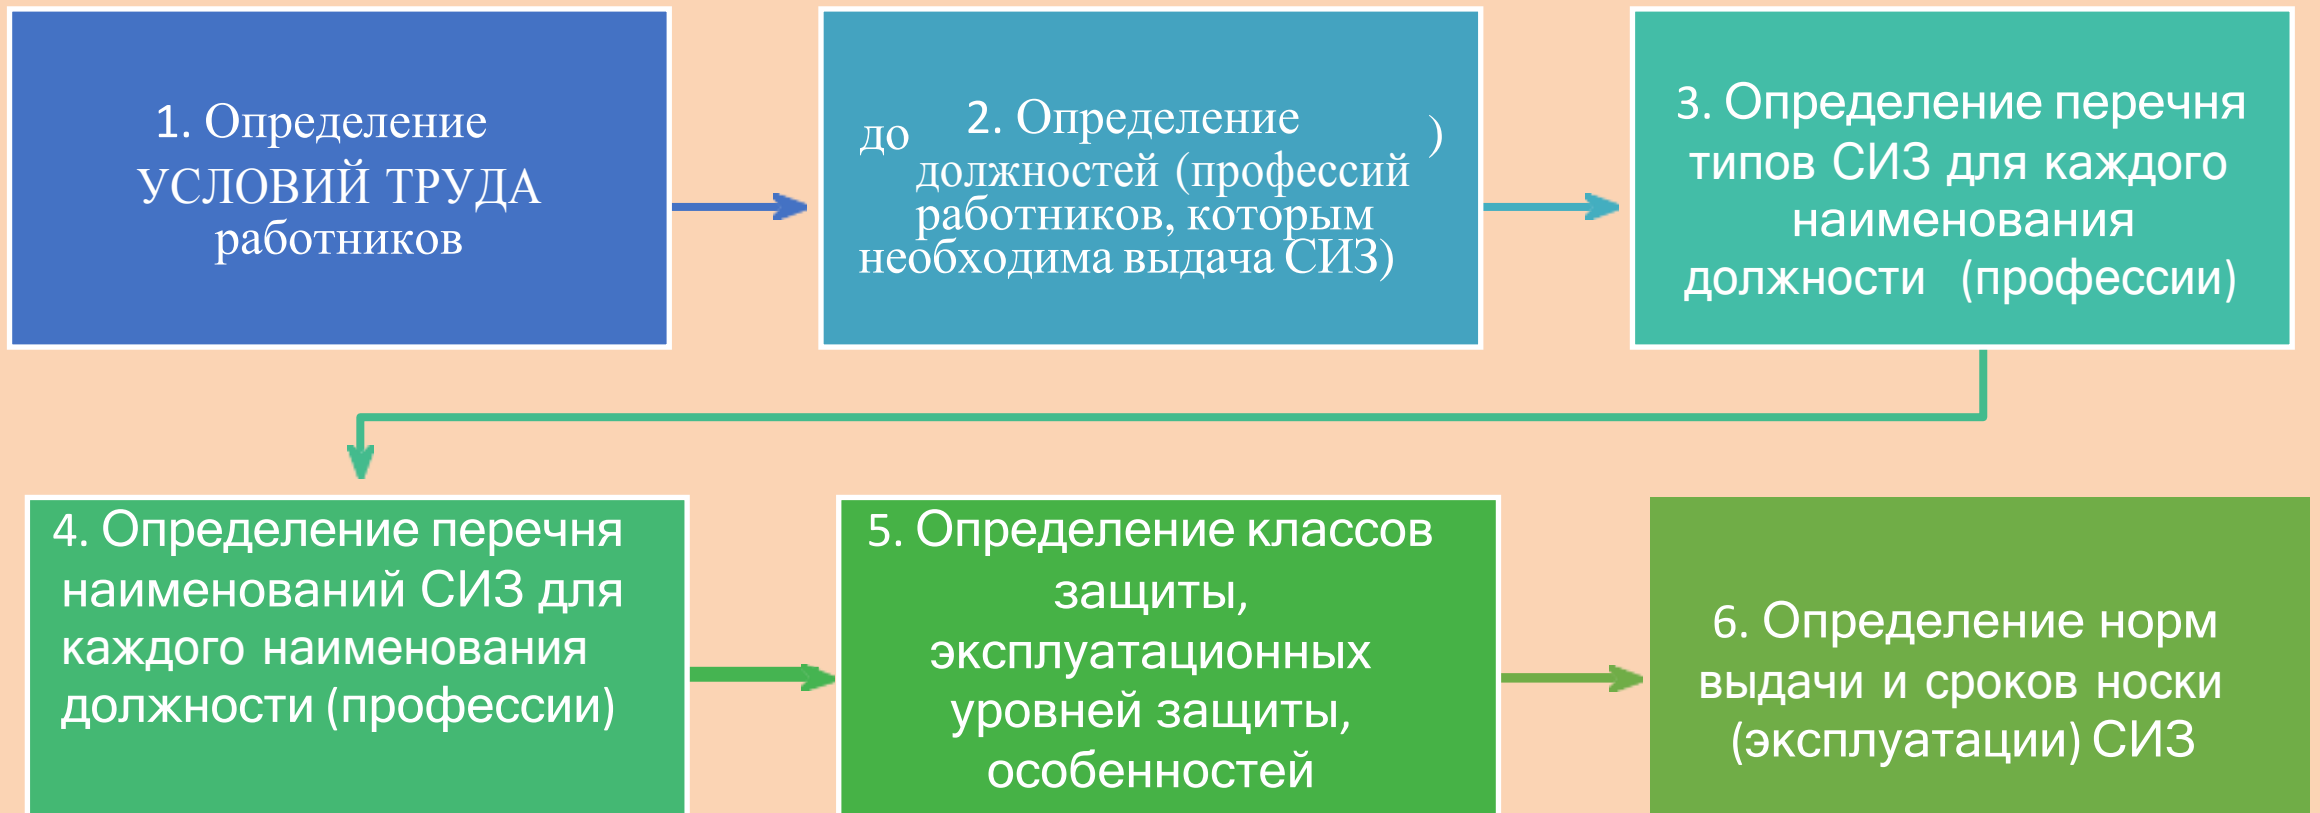 1. Определение
УСЛОВИЙ ТРУДА
работников
2. Определение
до )
должностей (профессий
работников, которым
необходима выдача СИЗ)
3. Определение перечня
типов СИЗ для каждого
наименования
должности (профессии)
4. Определение перечня
наименований СИЗ для
каждого наименования
должности (профессии)
5. Определение классов
защиты,
эксплуатационных
уровней защиты,
особенностей
6. Определение норм
выдачи и сроков носки
(эксплуатации) СИЗ